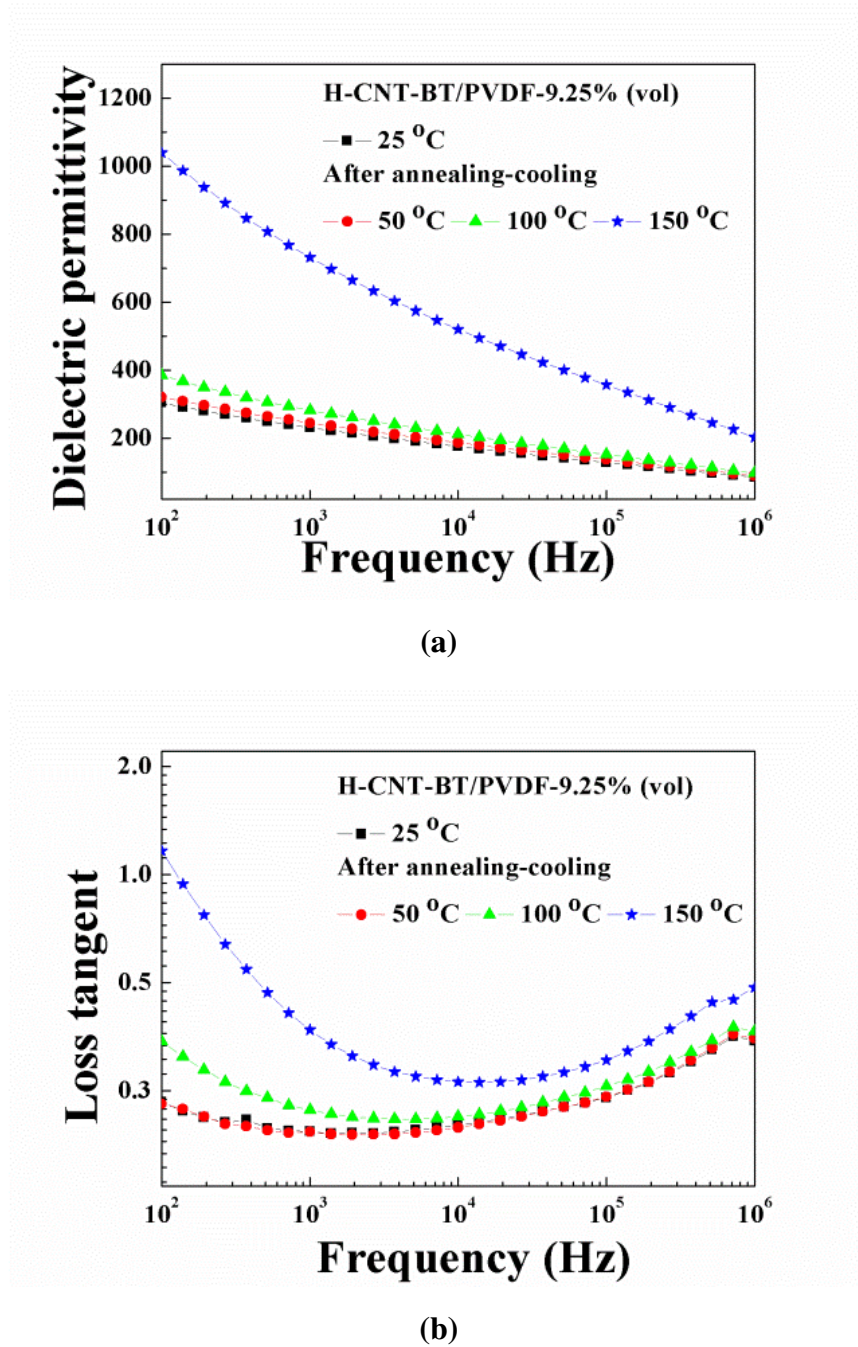 1200
1000
800
600
400
200
Dielectric permittivity
H-CNT-BT/PVDF-9.25% (vol)
25 °C
After annealing-cooling
50 °C 100 °C 150 °C
10² 10³ 10⁴ 10⁵ 10⁶
Frequency (Hz)
(a)
2.0
1.0
0.5
0.3
Loss tangent
H-CNT-BT/PVDF-9.25% (vol)
25 °C
After annealing-cooling
50 °C 100 °C 150 °C
10² 10³ 10⁴ 10⁵ 10⁶
Frequency (Hz)
(b)